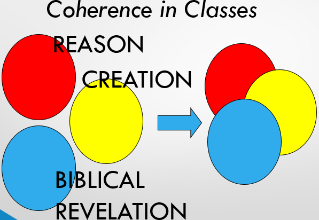 Coherence in Classes
REASON
CREATION
BIBLICAL
REVELATION